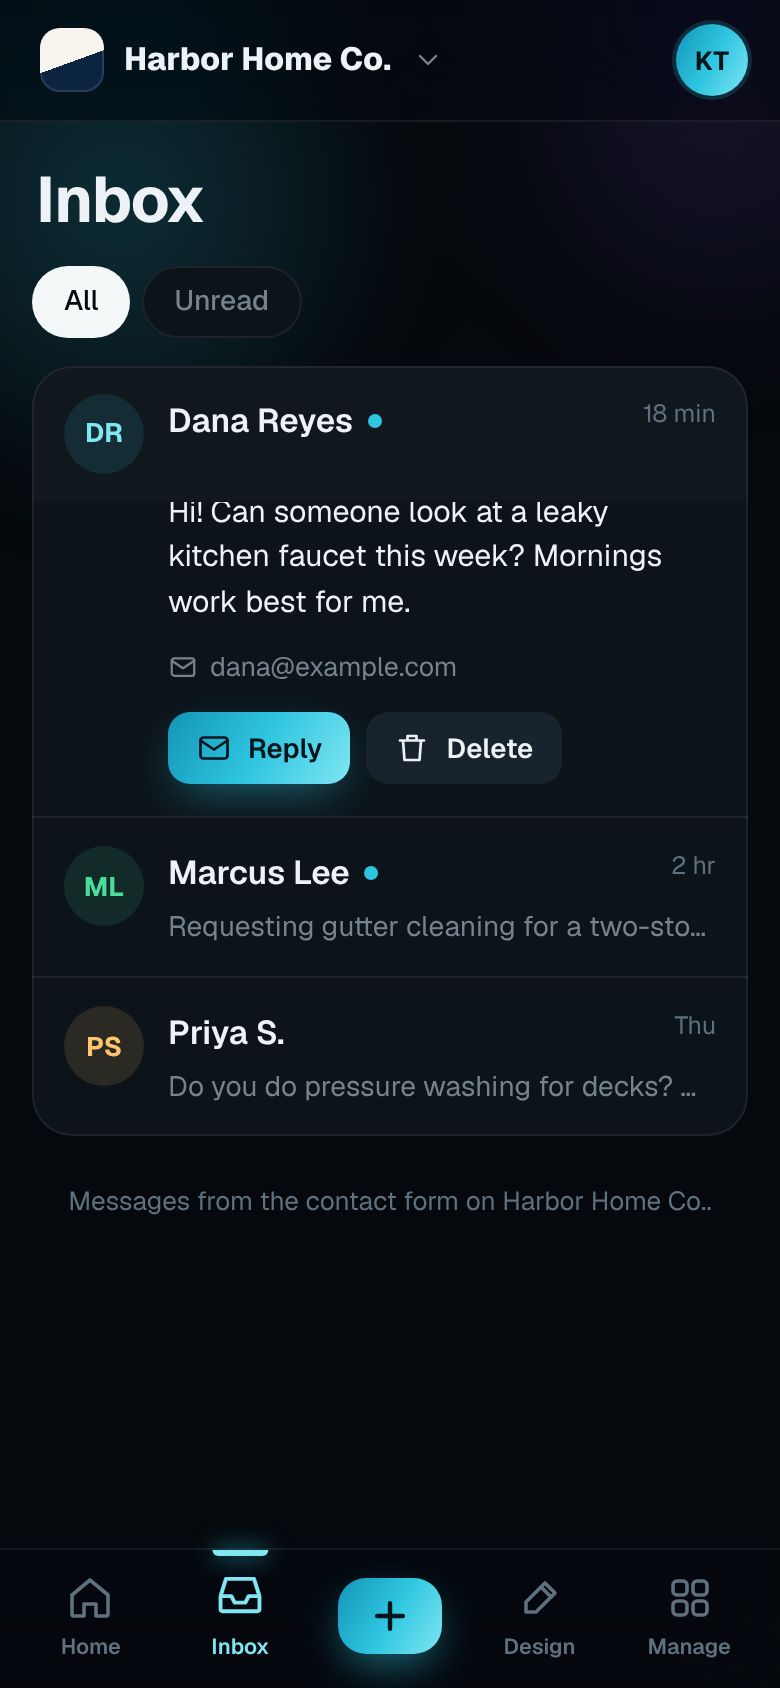 Harbor Home Co.
KT
Inbox
All
Unread
DR
Dana Reyes
18 min
Hi! Can someone look at a leaky
kitchen faucet this week? Mornings
work best for me.
dana@example.com
Reply
Delete
ML
Marcus Lee
2 hr
Requesting gutter cleaning for a two-sto...
PS
Priya S.
Thu
Do you do pressure washing for decks? ...
Messages from the contact form on Harbor Home Co..
Home
Inbox
Design
Manage